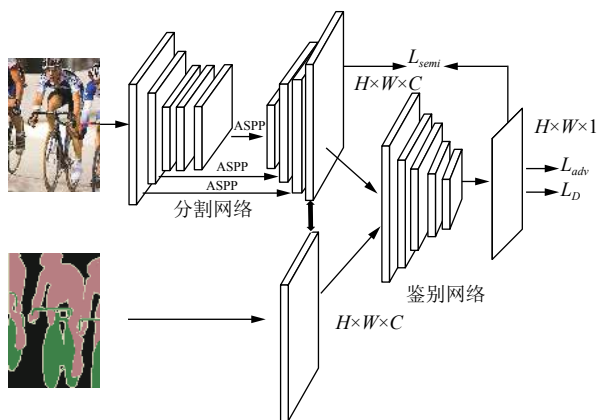 L_semi
H×W×C
H×W×1
ASPP
ASPP
ASPP
L_adv
L_D
分割网络
鉴别网络
H×W×C